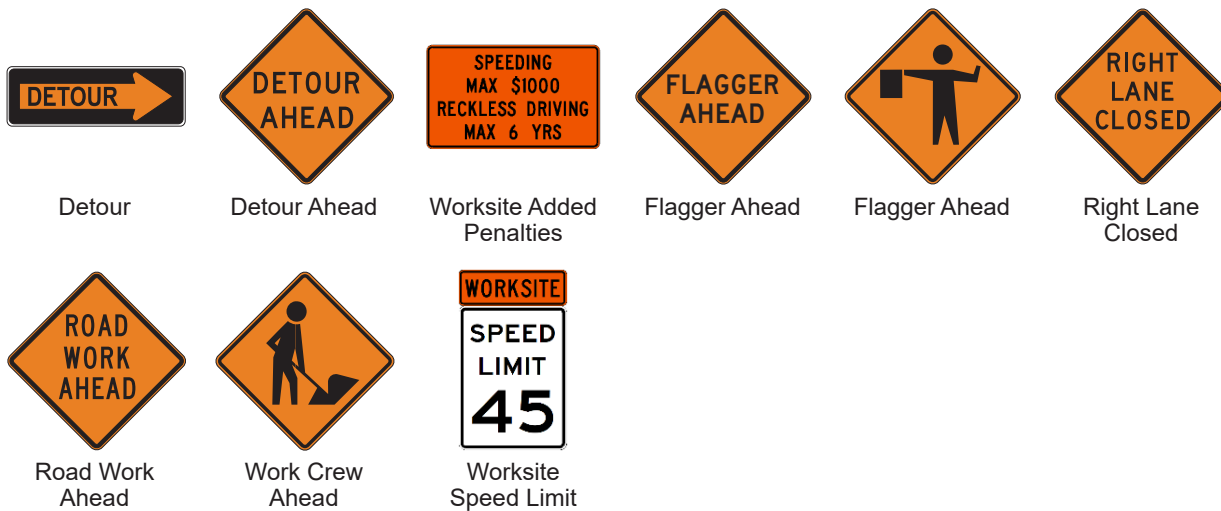 DETOUR
DETOUR
AHEAD
SPEEDING
MAX $1000
RECKLESS DRIVING
MAX 6 YRS
FLAGGER
AHEAD
RIGHT
LANE
CLOSED
Detour
Detour Ahead
Worksite Added
Penalties
Flagger Ahead
Flagger Ahead
Right Lane
Closed
ROAD
WORK
AHEAD
WORKSITE
SPEED
LIMIT
45
Road Work
Ahead
Work Crew
Ahead
Worksite
Speed Limit